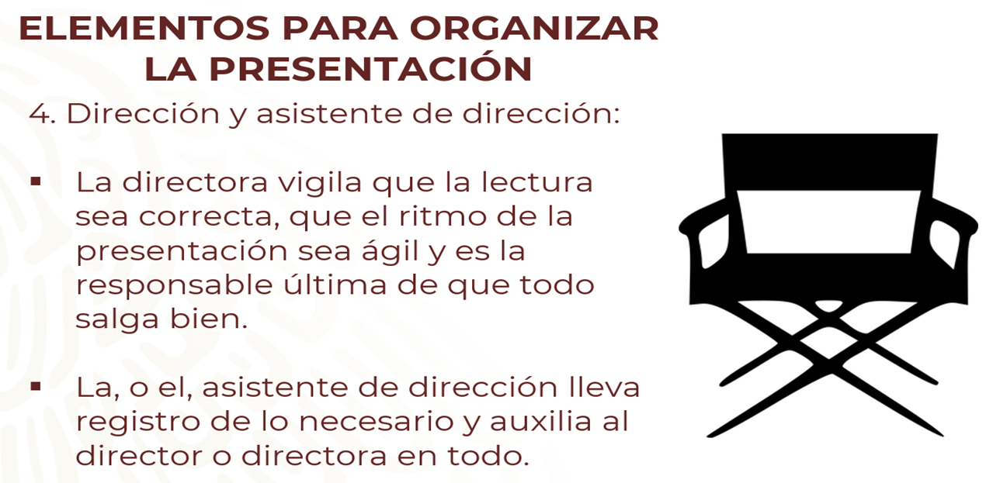 ELEMENTOS PARA ORGANIZAR
LA PRESENTACIÓN
4. Dirección y asistente de dirección:
▪ La directora vigila que la lectura
sea correcta, que el ritmo de la
presentación sea ágil y es la
responsable última de que todo
salga bien.
▪ La, o el, asistente de dirección lleva
registro de lo necesario y auxilia al
director o directora en todo.